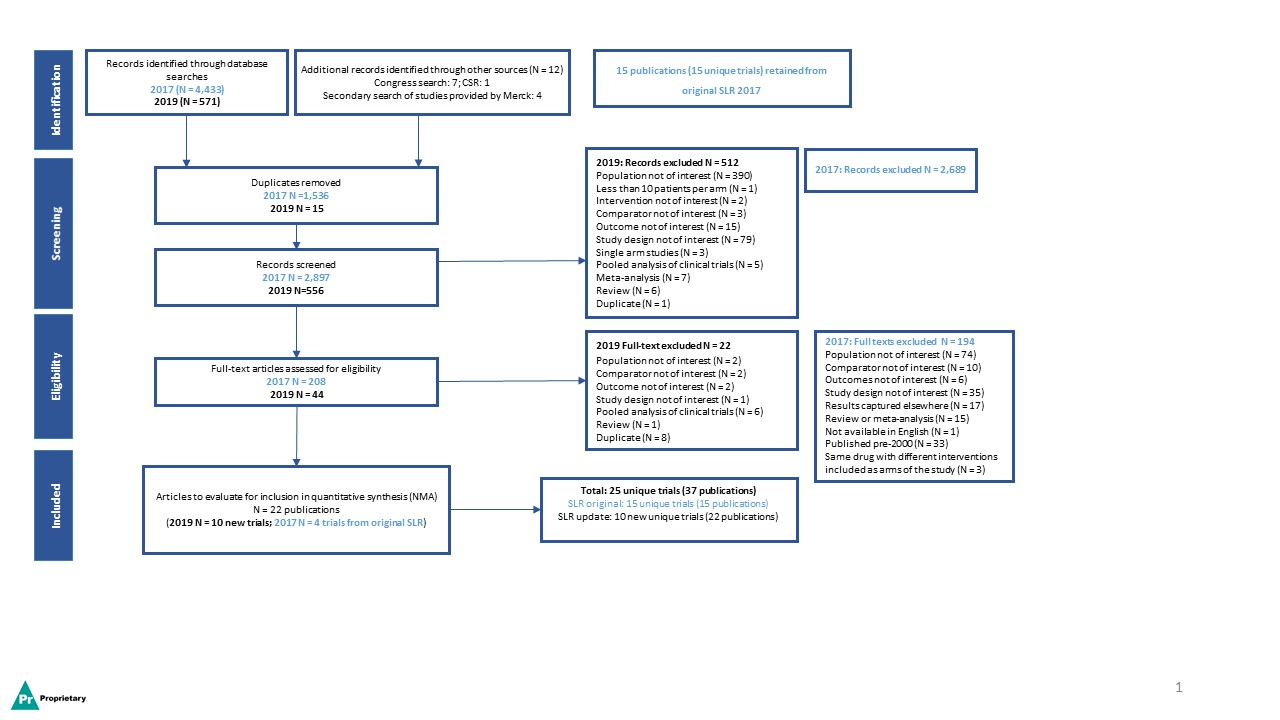 Identification
Records identified through database
searches
2017 (N = 4,433)
2019 (N = 571)
Additional records identified through other sources (N = 12)
Congress search: 7; CSR: 1
Secondary search of studies provided by Merck: 4
15 publications (15 unique trials) retained from
original SLR 2017
Screening
Duplicates removed
2017 N =1,536
2019 N = 15
Records screened
2017 N = 2,897
2019 N=556
2019: Records excluded N = 512
Population not of interest (N = 390)
Less than 10 patients per arm (N = 1)
Intervention not of interest (N = 2)
Comparator not of interest (N = 3)
Outcome not of interest (N = 15)
Study design not of interest (N = 79)
Single arm studies (N = 3)
Pooled analysis of clinical trials (N = 5)
Meta-analysis (N = 7)
Review (N = 6)
Duplicate (N = 1)
2017: Records excluded N = 2,689
Eligibility
Full-text articles assessed for eligibility
2017 N = 208
2019 N = 44
2019 Full-text excluded N = 22
Population not of interest (N = 2)
Comparator not of interest (N = 2)
Outcome not of interest (N = 2)
Study design not of interest (N = 1)
Pooled analysis of clinical trials (N = 6)
Review (N = 1)
Duplicate (N = 8)
2017: Full texts excluded N = 194
Population not of interest (N = 74)
Comparator not of interest (N = 10)
Outcomes not of interest (N = 6)
Study design not of interest (N = 35)
Results captured elsewhere (N = 17)
Review or meta-analysis (N = 15)
Not available in English (N = 1)
Published pre-2000 (N = 33)
Same drug with different interventions
included as arms of the study (N = 3)
Included
Articles to evaluate for inclusion in quantitative synthesis (NMA)
N = 22 publications
(2019 N = 10 new trials; 2017 N = 4 trials from original SLR)
Total: 25 unique trials (37 publications)
SLR original: 15 unique trials (15 publications)
SLR update: 10 new unique trials (22 publications)
Pr Proprietary
1